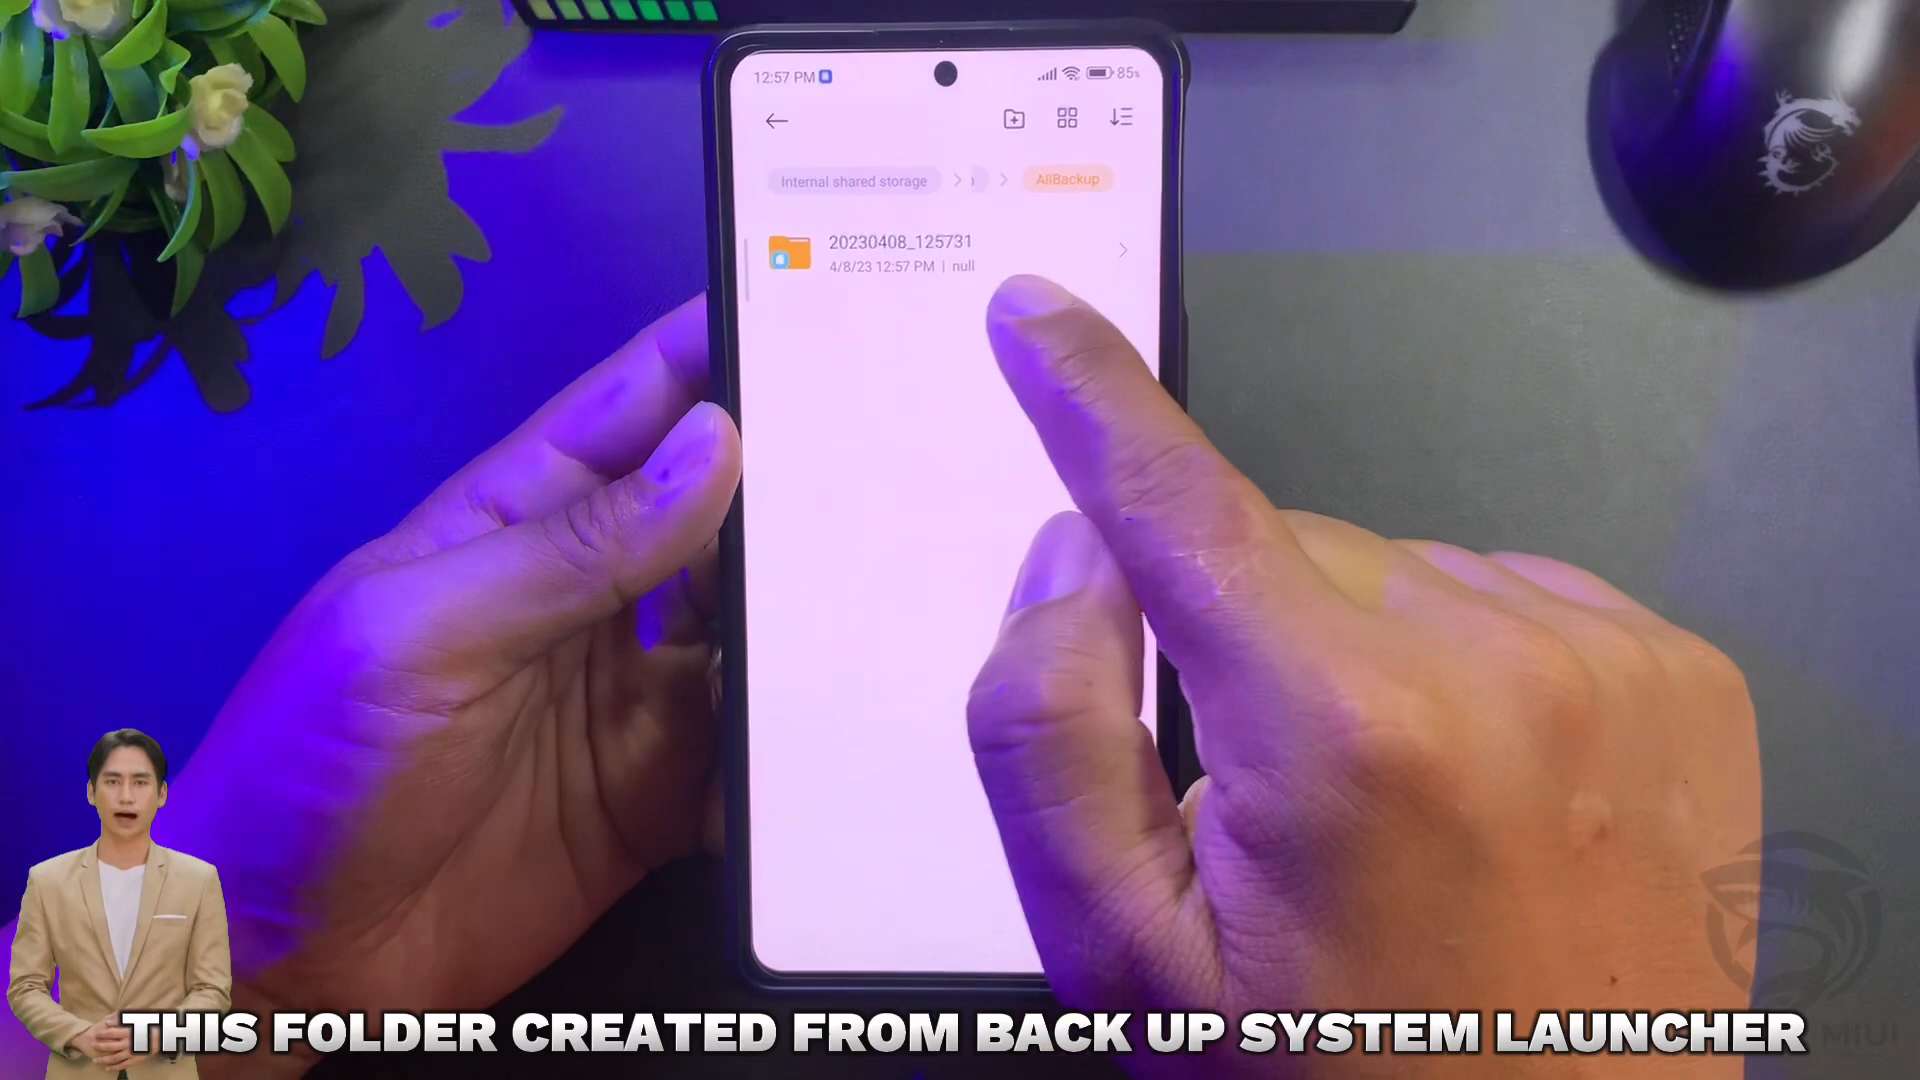 12:57 PM
85%
Internal shared storage
AllBackup
20230408_125731
4/8/23 12:57 PM | null
THIS FOLDER CREATED FROM BACK UP SYSTEM LAUNCHER
MIUI